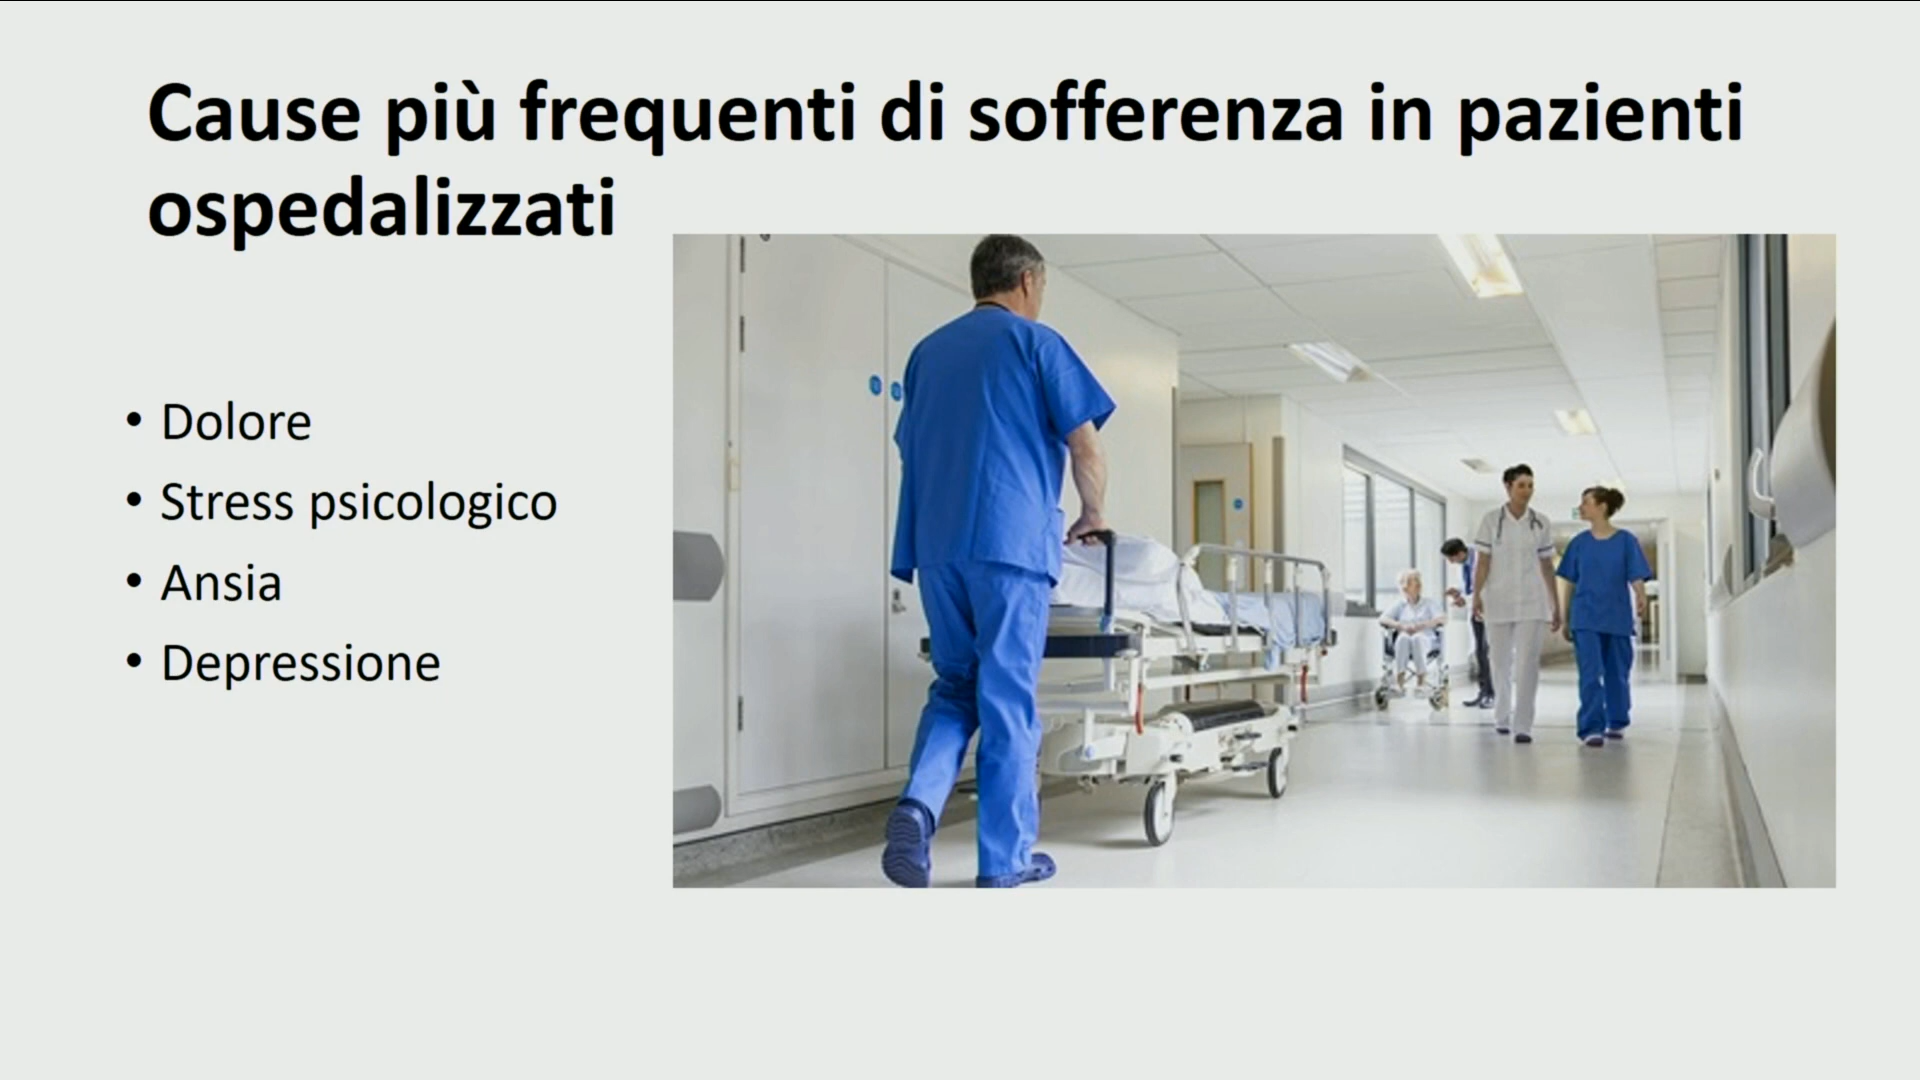 Cause più frequenti di sofferenza in pazienti
ospedalizzati
• Dolore
• Stress psicologico
• Ansia
• Depressione